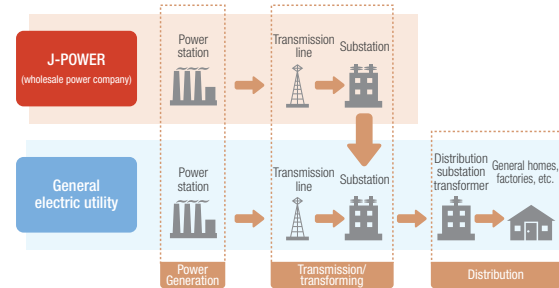 J-POWER
(wholesale power company)
Power
station
Transmission
line
Substation
General
electric utility
Power
station
Transmission
line
Substation
Distribution
substation
transformer
General homes,
factories, etc.
Power
Generation
Transmission/
transforming
Distribution